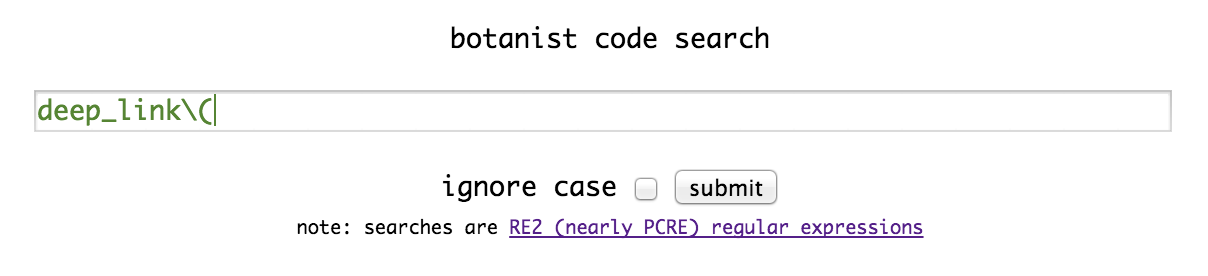 botanist code search
deep_link\(
ignore case submit
note: searches are RE2 (nearly PCRE) regular expressions